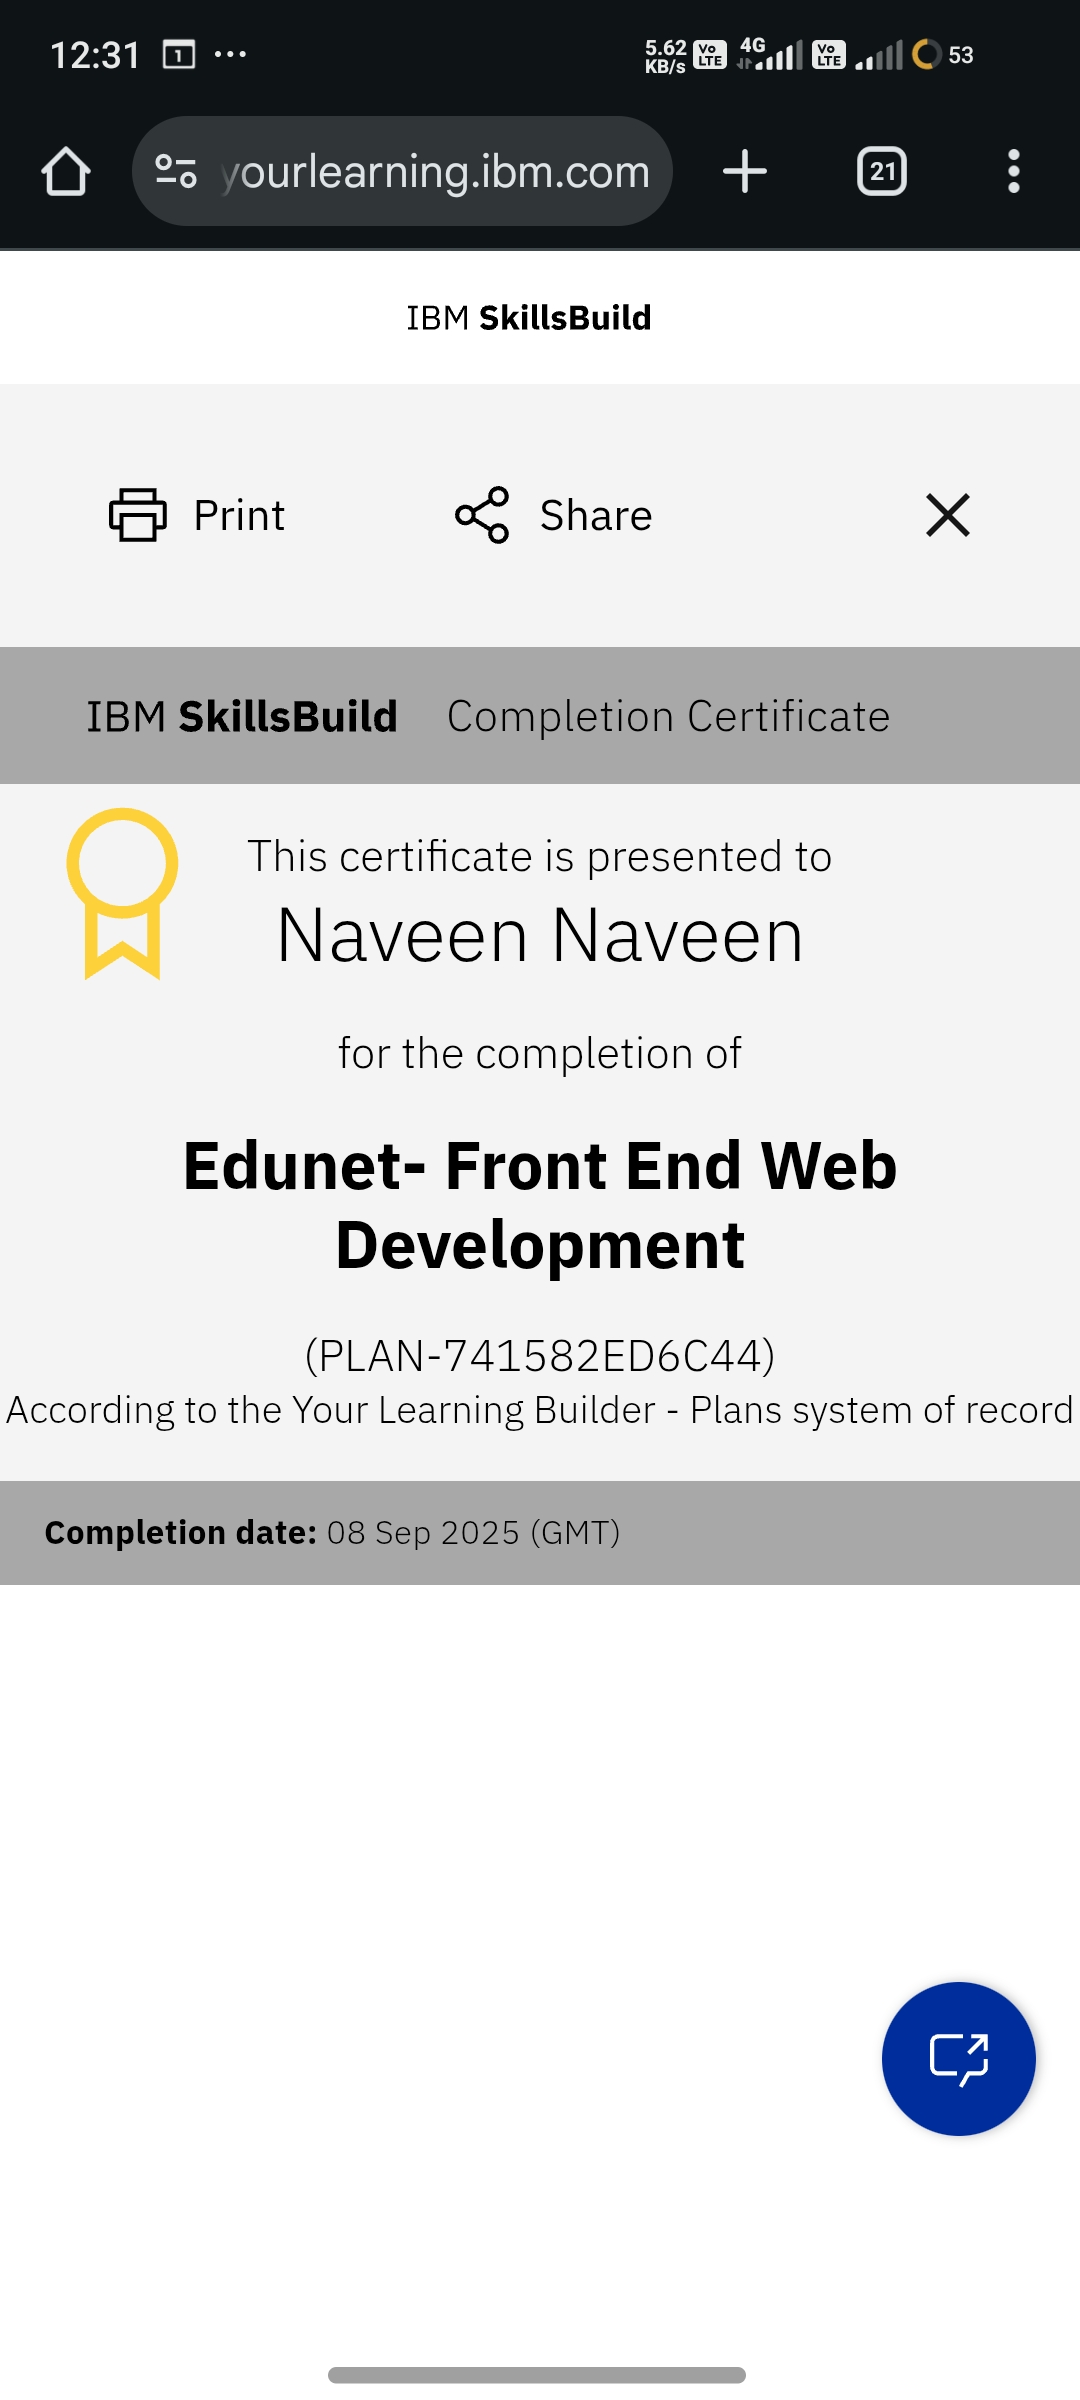 12:31 1 ... 5.62 KB/s Vo LTE 4G Vo LTE 53
yourlearning.ibm.com 21
IBM SkillsBuild
Print Share
IBM SkillsBuild Completion Certificate
This certificate is presented to
Naveen Naveen
for the completion of
Edunet- Front End Web
Development
(PLAN-741582ED6C44)
According to the Your Learning Builder - Plans system of record
Completion date: 08 Sep 2025 (GMT)